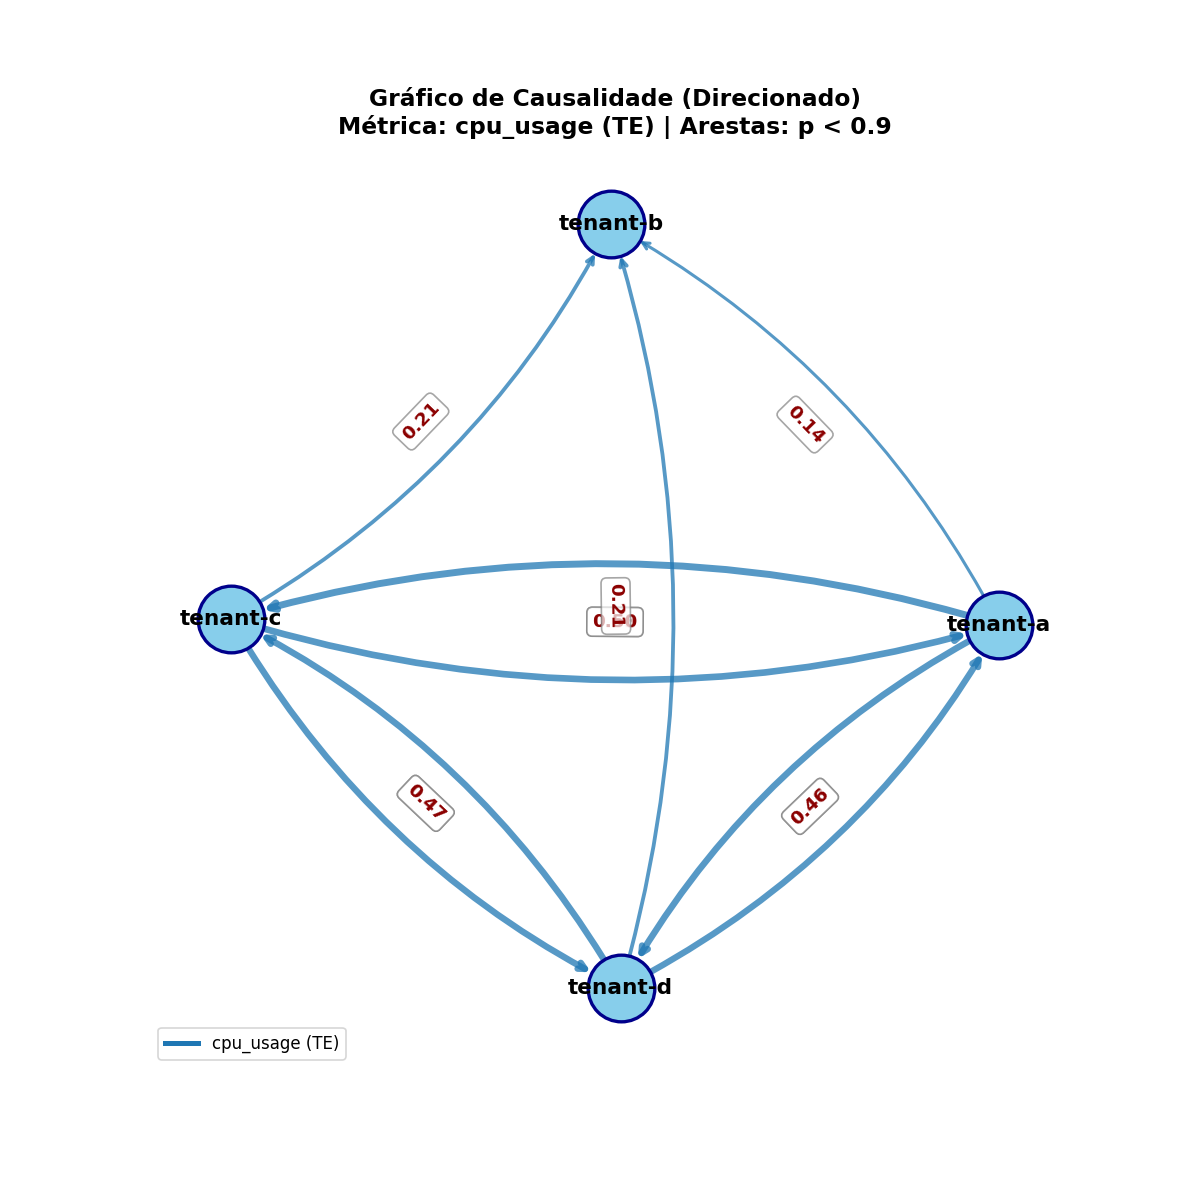 Gráfico de Causalidade (Direcionado)
Métrica: cpu_usage (TE) | Arestas: p < 0.9
tenant-b
0.21
0.14
0.21
tenant-c
tenant-a
0.47
0.46
tenant-d
cpu_usage (TE)